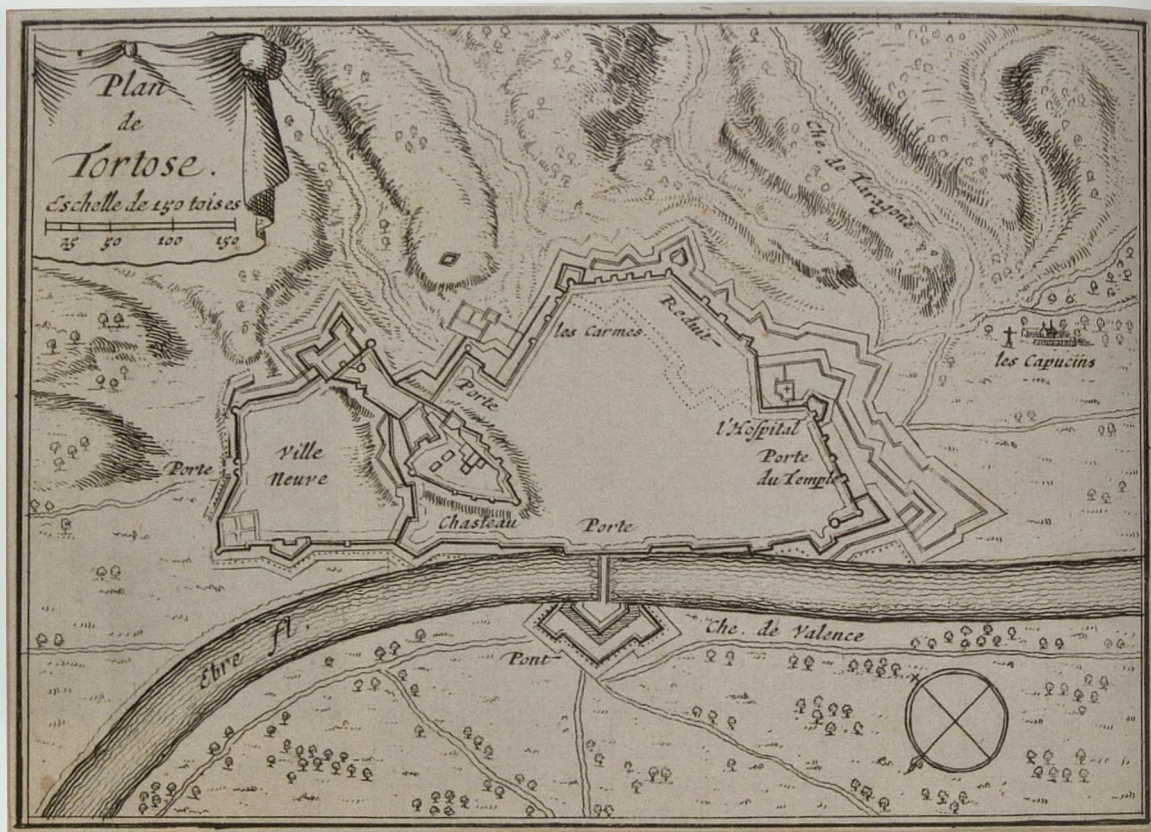 Plan
de
Tortose.
Eschelle de 150 toises
25 50 100 150
Che. de Taragone
les Carmes
Reduit
les Capucins
Porte
l'Hospital
Porte
du Temple
Ville
Neuve
Porte
Chasteau
Porte
Ebre fl.
Pont
Che. de Valence